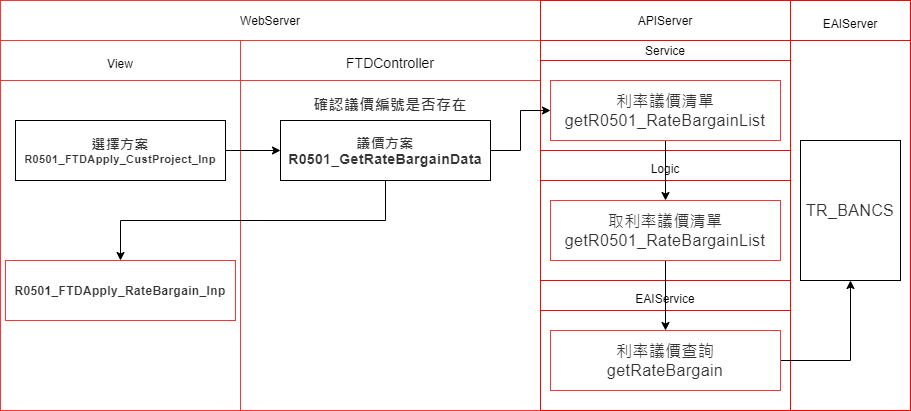 WebServer
APIServer
EAIServer
View
FTDController
Service
確認議價編號是否存在
選擇方案
R0501_FTDApply_CustProject_Inp
議價方案
R0501_GetRateBargainData
利率議價清單
getR0501_RateBargainList
Logic
取利率議價清單
getR0501_RateBargainList
TR_BANCS
R0501_FTDApply_RateBargain_Inp
EAIService
利率議價查詢
getRateBargain